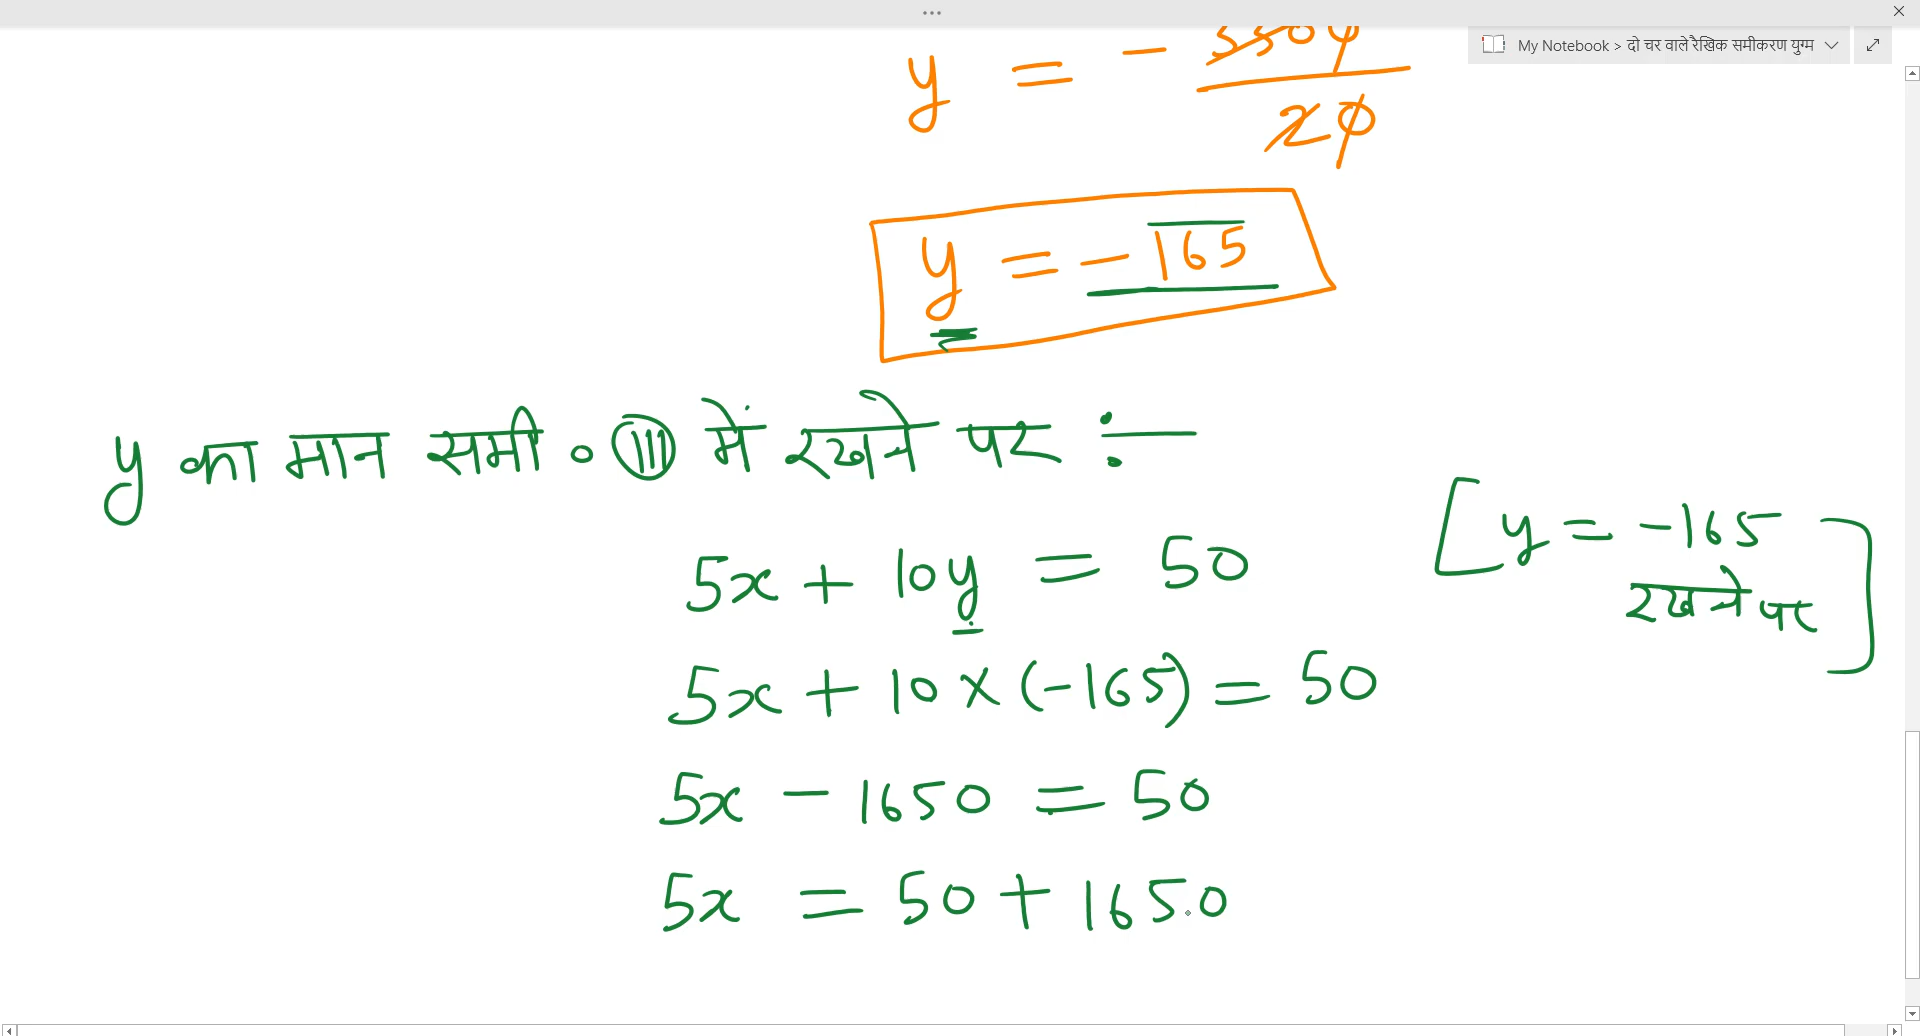 My Notebook > दो चर वाले रैखिक समीकरण युग्म
y = - 3300
20
y = - 165
y का मान समी० (III) में रखने पर :-
5x + 10y = 50
[ y = -165
रखने पर ]
5x + 10 × (-165) = 50
5x - 1650 = 50
5x = 50 + 1650